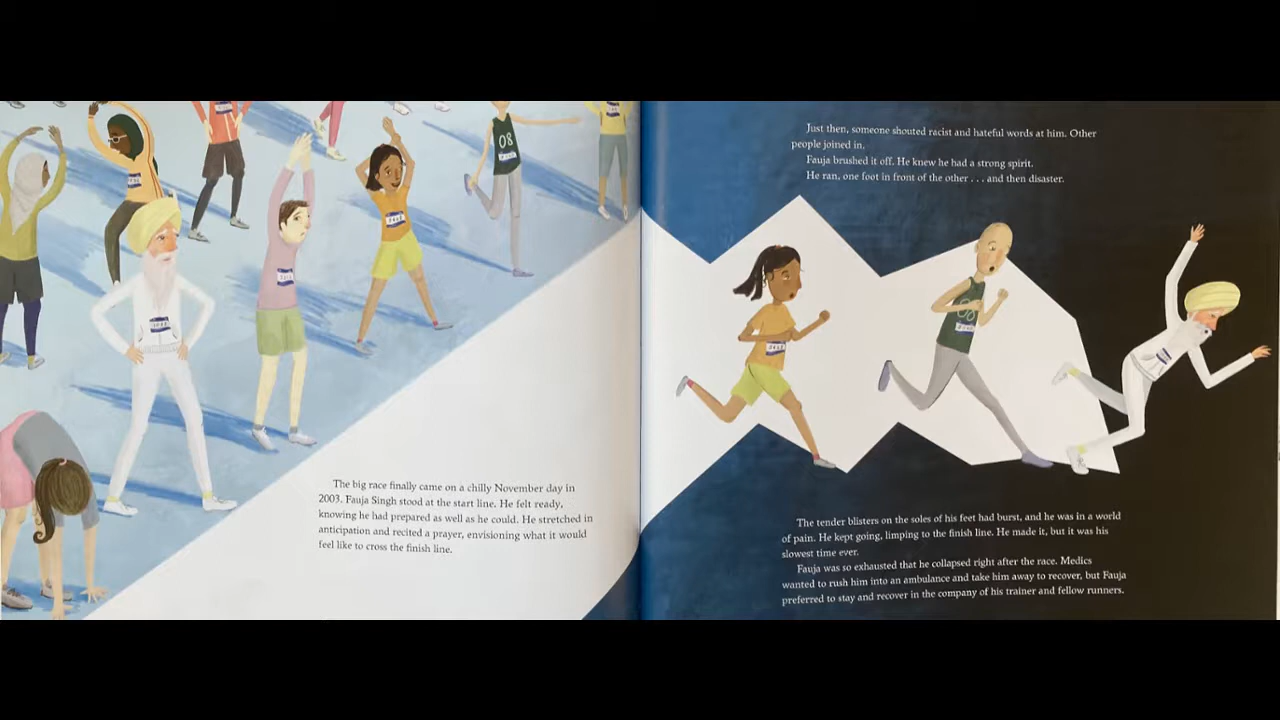 The big race finally came on a chilly November day in
2003. Fauja Singh stood at the start line. He felt ready,
knowing he had prepared as well as he could. He stretched in
anticipation and recited a prayer, envisioning what it would
feel like to cross the finish line.
08
Just then, someone shouted racist and hateful words at him. Other
people joined in.
Fauja brushed it off. He knew he had a strong spirit.
He ran, one foot in front of the other . . . and then disaster.
The tender blisters on the soles of his feet had burst, and he was in a world
of pain. He kept going, limping to the finish line. He made it, but it was his
slowest time ever.
Fauja was so exhausted that he collapsed right after the race. Medics
wanted to rush him into an ambulance and take him away to recover, but Fauja
preferred to stay and recover in the company of his trainer and fellow runners.